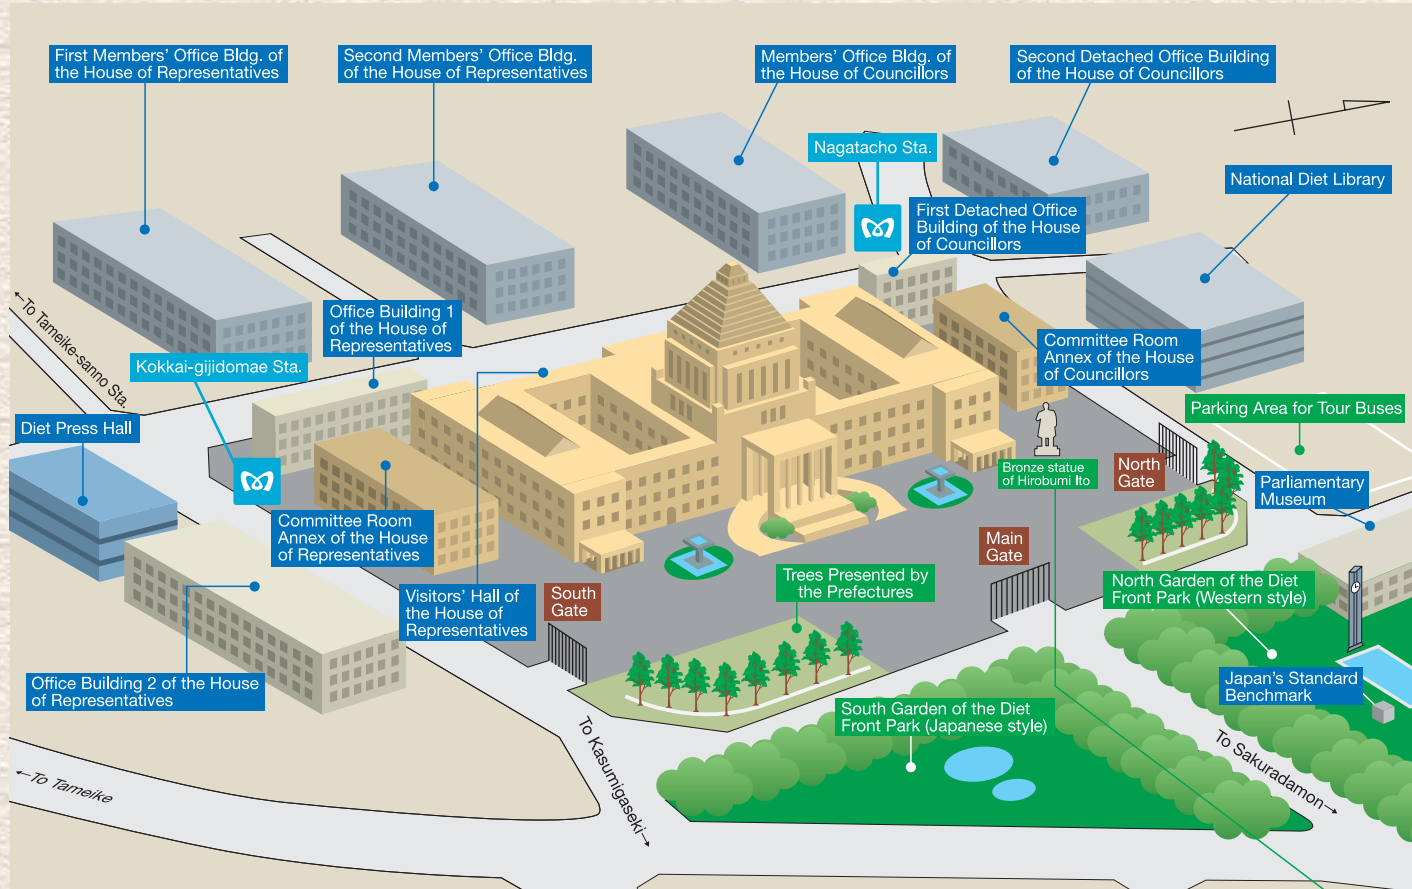 First Members' Office Bldg. of
the House of Representatives
Second Members' Office Bldg.
of the House of Representatives
Members' Office Bldg. of
the House of Councillors
Second Detached Office Building
of the House of Councillors
Nagatacho Sta.
National Diet Library
First Detached Office
Building of the House
of Councillors
←To Tameike-sanno Sta.
Office Building 1
of the House of
Representatives
Kokkai-gijidomae Sta.
Committee Room
Annex of the House
of Councillors
Diet Press Hall
Parking Area for Tour Buses
Bronze statue
of Hirobumi Ito
North
Gate
Parliamentary
Museum
Committee Room
Annex of the House
of Representatives
Main
Gate
Visitors' Hall of
the House of
Representatives
South
Gate
Trees Presented by
the Prefectures
North Garden of the Diet
Front Park (Western style)
Office Building 2 of the House
of Representatives
Japan's Standard
Benchmark
South Garden of the Diet
Front Park (Japanese style)
To Kasumigaseki→
To Sakuradamon→
←To Tameike